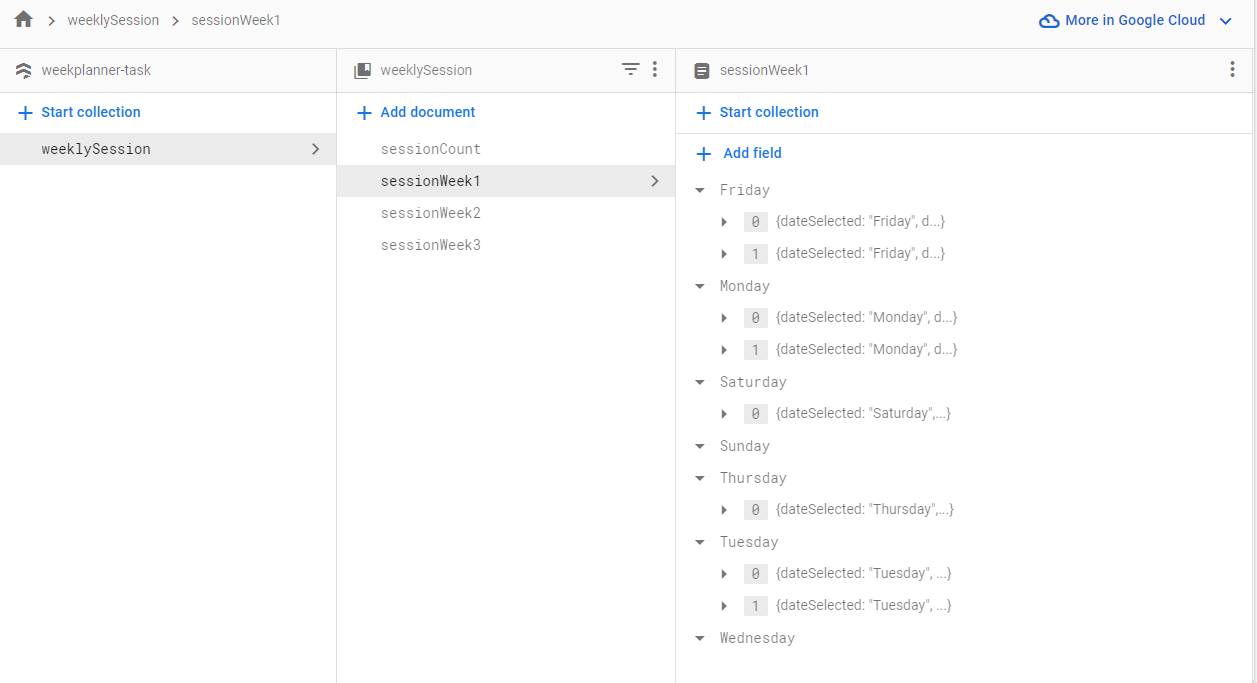 weeklySession > sessionWeek1
More in Google Cloud
weekplanner-task
weeklySession
sessionWeek1
+ Start collection
+ Add document
+ Start collection
weeklySession
sessionCount
sessionWeek1
sessionWeek2
sessionWeek3
+ Add field
Friday
0 {dateSelected: "Friday", d...}
1 {dateSelected: "Friday", d...}
Monday
0 {dateSelected: "Monday", d...}
1 {dateSelected: "Monday", d...}
Saturday
0 {dateSelected: "Saturday",...}
Sunday
Thursday
0 {dateSelected: "Thursday",...}
Tuesday
0 {dateSelected: "Tuesday", ...}
1 {dateSelected: "Tuesday", ...}
Wednesday